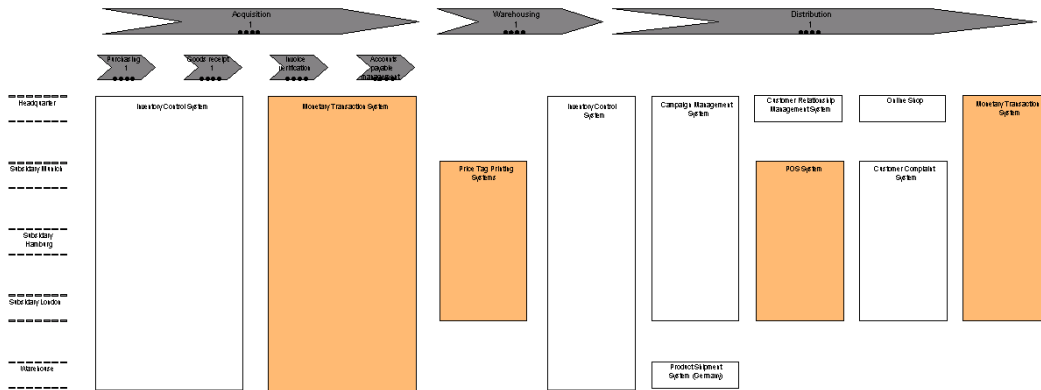 Acquisition
1
Warehousing
1
Distribution
1
Purchasing
1
Goods receipt
1
Invoice
verification
Accounts
payable
management
Headquarter
Inventory Control System
Monetary Transaction System
Inventory Control
System
Campaign Management
System
Customer Relationship
Management System
Online Shop
Monetary Transaction
System
Subsidiary Munich
Price Tag Printing
Systems
POS System
Customer Complaint
System
Subsidiary
Hamburg
Subsidiary London
Warehouse
Product Shipment
System (Germany)